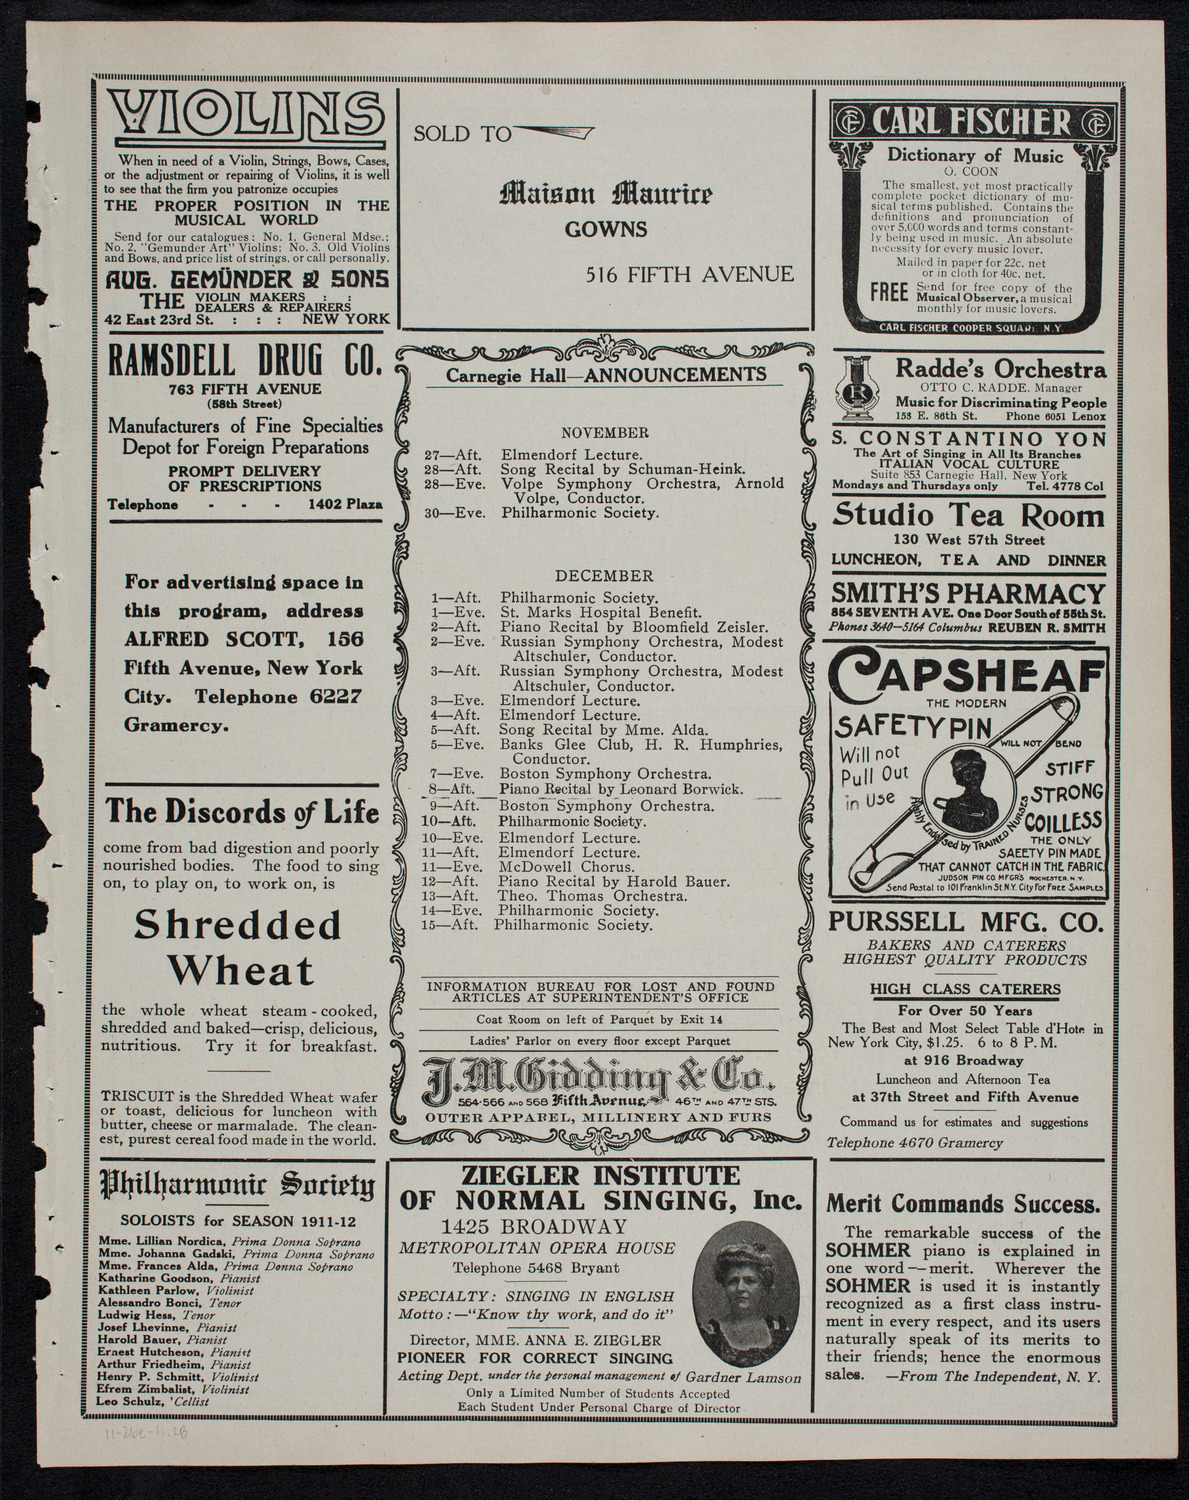 VIOLINS
When in need of a Violin, Strings, Bows, Cases,
or the adjustment or repairing of Violins, it is well
to see that the firm you patronize occupies
THE PROPER POSITION IN THE
MUSICAL WORLD
Send for our catalogues: No. 1, General Mdse.;
No. 2, "Gemunder Art" Violins; No. 3, Old Violins
and Bows, and price list of strings, or call personally.
AUG. GEMÜNDER & SONS
THE VIOLIN MAKERS : :
DEALERS & REPAIRERS
42 East 23rd St. : : : NEW YORK
RAMSDELL DRUG CO.
763 FIFTH AVENUE
(58th Street)
Manufacturers of Fine Specialties
Depot for Foreign Preparations
PROMPT DELIVERY
OF PRESCRIPTIONS
Telephone - - - 1402 Plaza
For advertising space in
this program, address
ALFRED SCOTT, 156
Fifth Avenue, New York
City. Telephone 6227
Gramercy.
The Discords of Life
come from bad digestion and poorly
nourished bodies. The food to sing
on, to play on, to work on, is
Shredded
Wheat
the whole wheat steam-cooked,
shredded and baked—crisp, delicious,
nutritious. Try it for breakfast.
TRISCUIT is the Shredded Wheat wafer
or toast, delicious for luncheon with
butter, cheese or marmalade. The clean-
est, purest cereal food made in the world.
Philharmonic Society
SOLOISTS for SEASON 1911-12
Mme. Lillian Nordica, Prima Donna Soprano
Mme. Johanna Gadski, Prima Donna Soprano
Mme. Frances Alda, Prima Donna Soprano
Katharine Goodson, Pianist
Kathleen Parlow, Violinist
Alessandro Bonci, Tenor
Ludwig Hess, Tenor
Josef Lhevinne, Pianist
Harold Bauer, Pianist
Ernest Hutcheson, Pianist
Arthur Friedheim, Pianist
Henry P. Schmitt, Violinist
Efrem Zimbalist, Violinist
Leo Schulz, 'Cellist
SOLD TO
Maison Maurice
GOWNS
516 FIFTH AVENUE
Carnegie Hall—ANNOUNCEMENTS
NOVEMBER
27—Aft. Elmendorf Lecture.
28—Aft. Song Recital by Schuman-Heink.
28—Eve. Volpe Symphony Orchestra, Arnold
Volpe, Conductor.
30—Eve. Philharmonic Society.
DECEMBER
1—Aft. Philharmonic Society.
1—Eve. St. Marks Hospital Benefit.
2—Aft. Piano Recital by Bloomfield Zeisler.
2—Eve. Russian Symphony Orchestra, Modest
Altschuler, Conductor.
3—Aft. Russian Symphony Orchestra, Modest
Altschuler, Conductor.
3—Eve. Elmendorf Lecture.
4—Aft. Elmendorf Lecture.
5—Aft. Song Recital by Mme. Alda.
5—Eve. Banks Glee Club, H. R. Humphries,
Conductor.
7—Eve. Boston Symphony Orchestra.
8—Aft. Piano Recital by Leonard Borwick.
9—Aft. Boston Symphony Orchestra.
10—Aft. Philharmonic Society.
10—Eve. Elmendorf Lecture.
11—Aft. Elmendorf Lecture.
11—Eve. McDowell Chorus.
12—Aft. Piano Recital by Harold Bauer.
13—Aft. Theo. Thomas Orchestra.
14—Eve. Philharmonic Society.
15—Aft. Philharmonic Society.
INFORMATION BUREAU FOR LOST AND FOUND
ARTICLES AT SUPERINTENDENT'S OFFICE
Coat Room on left of Parquet by Exit 14
Ladies' Parlor on every floor except Parquet
J. M. Gidding & Co.
564-566 AND 568 Fifth Avenue, 46TH AND 47TH STS.
OUTER APPAREL, MILLINERY AND FURS
ZIEGLER INSTITUTE
OF NORMAL SINGING, Inc.
1425 BROADWAY
METROPOLITAN OPERA HOUSE
Telephone 5468 Bryant
SPECIALTY: SINGING IN ENGLISH
Motto:—"Know thy work, and do it"
Director, MME. ANNA E. ZIEGLER
PIONEER FOR CORRECT SINGING
Acting Dept. under the personal management of Gardner Lamson
Only a Limited Number of Students Accepted
Each Student Under Personal Charge of Director
CF CARL FISCHER CF
Dictionary of Music
O. COON
The smallest, yet most practically
complete pocket dictionary of mu-
sical terms published. Contains the
definitions and pronunciation of
over 5,000 words and terms constant-
ly being used in music. An absolute
necessity for every music lover.
Mailed in paper for 22c. net
or in cloth for 40c. net.
FREE Send for free copy of the
Musical Observer, a musical
monthly for music lovers.
CARL FISCHER COOPER SQUARE N.Y.
R
Radde's Orchestra
OTTO C. RADDE, Manager
Music for Discriminating People
153 E. 86th St. Phone 6051 Lenox
S. CONSTANTINO YON
The Art of Singing in All Its Branches
ITALIAN VOCAL CULTURE
Suite 853 Carnegie Hall, New York
Mondays and Thursdays only Tel. 4778 Col
Studio Tea Room
130 West 57th Street
LUNCHEON, TEA AND DINNER
SMITH'S PHARMACY
854 SEVENTH AVE. One Door South of 55th St.
Phones 3640—5164 Columbus REUBEN R. SMITH
CAPSHEAF
THE MODERN
SAFETY PIN
WILL NOT BEND
Will not
Pull Out
in Use
STIFF
STRONG
COILLESS
Highly Endorsed by TRAINED NURSES
THE ONLY
SAFETY PIN MADE
THAT CANNOT CATCH IN THE FABRIC.
JUDSON PIN CO. MFGRS ROCHESTER, N.Y.
Send Postal to 101 Franklin St. N.Y. City For FREE SAMPLES.
PURSSELL MFG. CO.
BAKERS AND CATERERS
HIGHEST QUALITY PRODUCTS
HIGH CLASS CATERERS
For Over 50 Years
The Best and Most Select Table d'Hote in
New York City, $1.25. 6 to 8 P.M.
at 916 Broadway
Luncheon and Afternoon Tea
at 37th Street and Fifth Avenue
Command us for estimates and suggestions
Telephone 4670 Gramercy
Merit Commands Success.
The remarkable success of the
SOHMER piano is explained in
one word—merit. Wherever the
SOHMER is used it is instantly
recognized as a first class instru-
ment in every respect, and its users
naturally speak of its merits to
their friends; hence the enormous
sales. —From The Independent, N. Y.